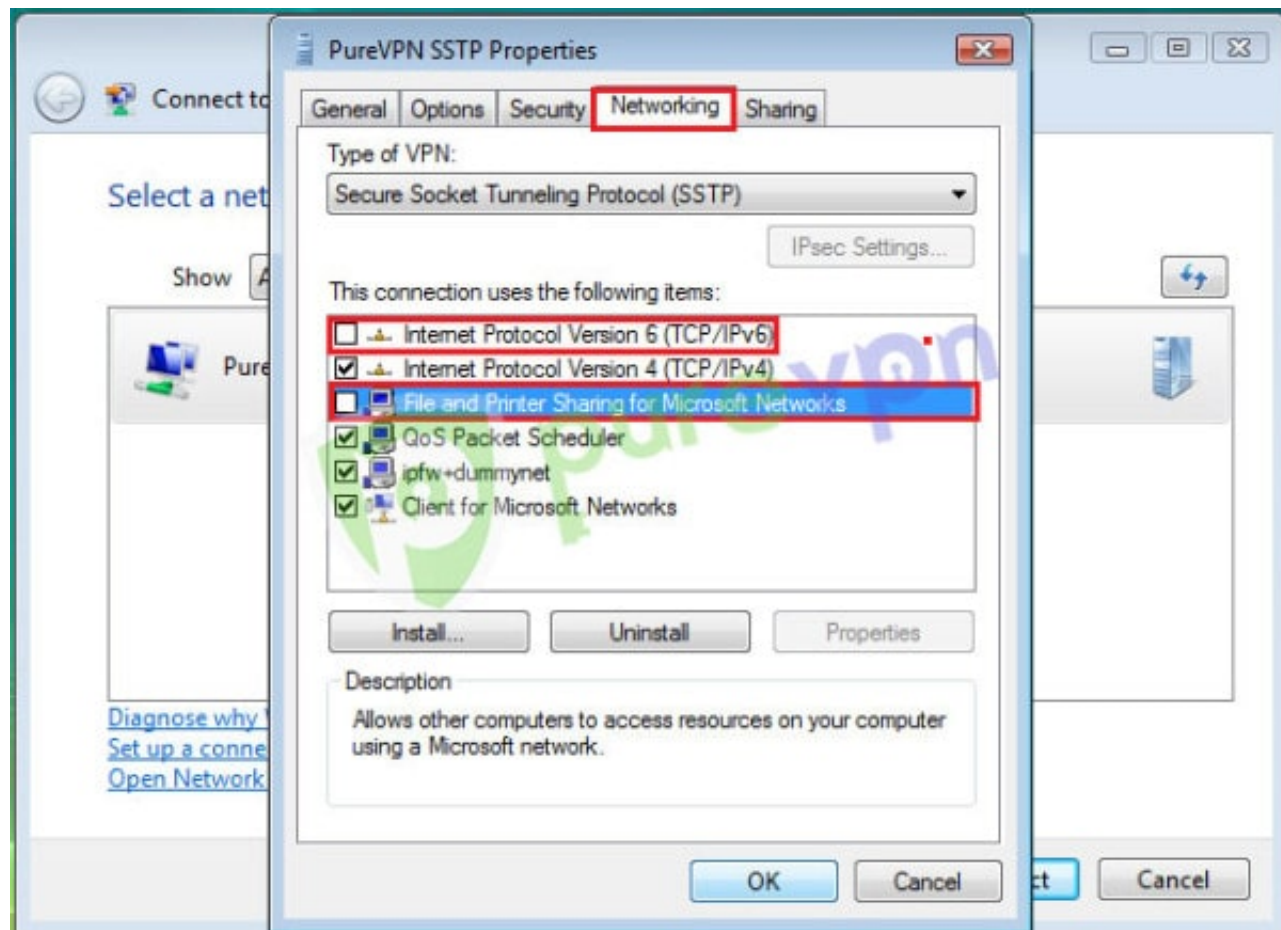 PureVPN SSTP Properties
Connect to
General Options Security Networking Sharing
Type of VPN:
Secure Socket Tunneling Protocol (SSTP)
IPsec Settings...
Select a net
Show A
This connection uses the following items:
Internet Protocol Version 6 (TCP/IPv6)
Internet Protocol Version 4 (TCP/IPv4)
File and Printer Sharing for Microsoft Networks
QoS Packet Scheduler
ipfw+dummynet
Client for Microsoft Networks
purevpn
Pure
Install... Uninstall Properties
Description
Allows other computers to access resources on your computer
using a Microsoft network.
Diagnose why
Set up a conne
Open Network
OK Cancel
ct Cancel